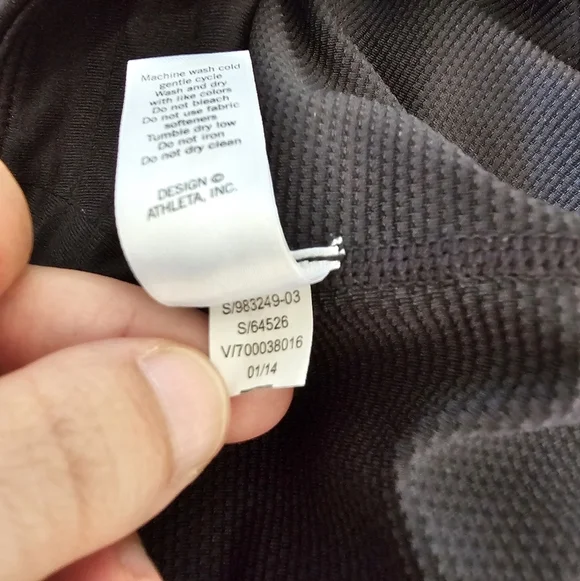 Machine wash cold
gentle cycle
Wash and dry
with like colors
Do not bleach
Do not use fabric
softeners
Tumble dry low
Do not iron
Do not dry clean
DESIGN ©
ATHLETA, INC.
S/983249-03
S/64526
V/700038016
01/14